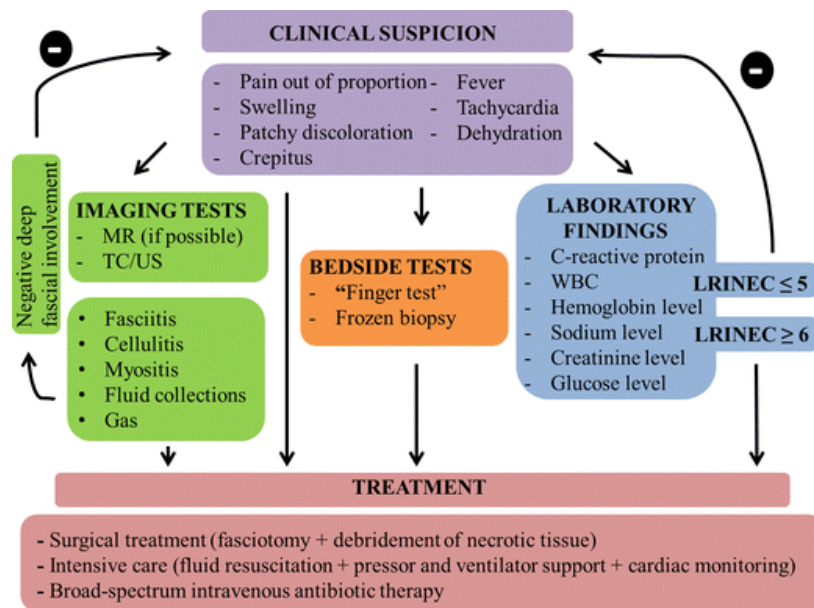 CLINICAL SUSPICION
- Pain out of proportion
- Swelling
- Patchy discoloration
- Crepitus
- Fever
- Tachycardia
- Dehydration
Negative deep
fascial involvement
IMAGING TESTS
- MR (if possible)
- TC/US
• Fasciitis
• Cellulitis
• Myositis
• Fluid collections
• Gas
BEDSIDE TESTS
- “Finger test”
- Frozen biopsy
LABORATORY
FINDINGS
- C-reactive protein
- WBC
- Hemoglobin level
- Sodium level
- Creatinine level
- Glucose level
LRINEC ≤ 5
LRINEC ≥ 6
TREATMENT
- Surgical treatment (fasciotomy + debridement of necrotic tissue)
- Intensive care (fluid resuscitation + pressor and ventilator support + cardiac monitoring)
- Broad-spectrum intravenous antibiotic therapy